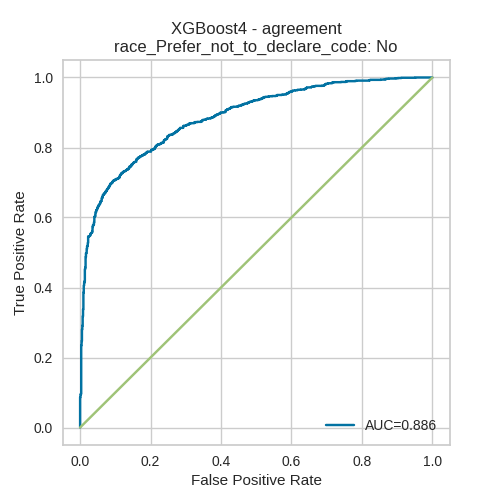 XGBoost4 - agreement
race_Prefer_not_to_declare_code: No
1.0
0.8
0.6
0.4
0.2
0.0
True Positive Rate
AUC=0.886
0.0 0.2 0.4 0.6 0.8 1.0
False Positive Rate